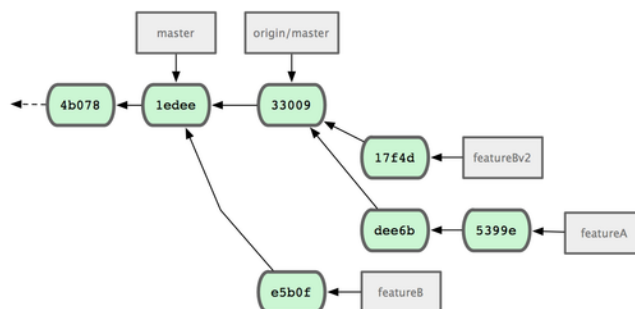 master
origin/master
4b078
1edee
33009
17f4d
featureBv2
dee6b
5399e
featureA
e5b0f
featureB